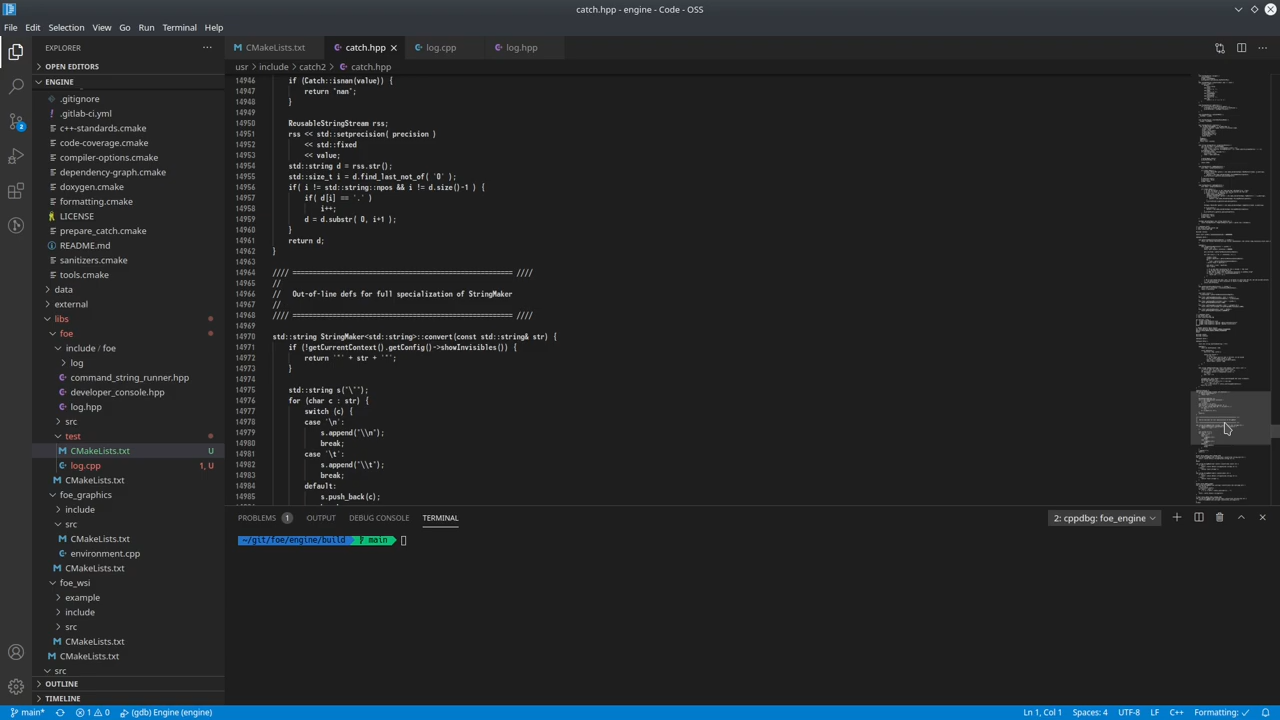 catch.hpp - engine - Code - OSS
File Edit Selection View Go Run Terminal Help
EXPLORER
OPEN EDITORS
ENGINE
.gitignore
.gitlab-ci.yml
c++-standards.cmake
code-coverage.cmake
compiler-options.cmake
dependency-graph.cmake
doxygen.cmake
formatting.cmake
LICENSE
README.md
prepare_catch.cmake
sanitizers.cmake
tools.cmake
data
external
libs
foe
include / foe
log
command_string_runner.hpp
developer_console.hpp
log.hpp
src
test
CMakeLists.txt U
log.cpp 1, U
CMakeLists.txt
foe_graphics
include
src
CMakeLists.txt
environment.cpp
CMakeLists.txt
foe_wsi
example
include
src
CMakeLists.txt
CMakeLists.txt
src
OUTLINE
TIMELINE
2
CMakeLists.txt catch.hpp log.cpp log.hpp
usr > include > catch2 > catch.hpp
14946 if (Catch::isnan(value)) {
14947 return "nan";
14948 }
14949
14950 ReusableStringStream rss;
14951 rss << std::setprecision( precision )
14952 << std::fixed
14953 << value;
14954 std::string d = rss.str();
14955 std::size_t i = d.find_last_not_of( '0' );
14956 if( i != std::string::npos && i != d.size()-1 ) {
14957 if( d[i] == '.' )
14958 i++;
14959 d = d.substr( 0, i+1 );
14960 }
14961 return d;
14962 }
14963
14964 //// ======================================================= ////
14965 //
14966 // Out-of-line defs for full specialization of StringMaker
14967 //
14968 //// ======================================================= ////
14969
14970 std::string StringMaker<std::string>::convert(const std::string& str) {
14971 if (!getCurrentContext().getConfig()->showInvisibles()) {
14972 return '"' + str + '"';
14973 }
14974
14975 std::string s("\"");
14976 for (char c : str) {
14977 switch (c) {
14978 case '\n':
14979 s.append("\\n");
14980 break;
14981 case '\t':
14982 s.append("\\t");
14983 break;
14984 default:
14985 s.push_back(c);
PROBLEMS 1 OUTPUT DEBUG CONSOLE TERMINAL 2: cppdbg: foe_engine
~/git/foe/engine/build main
main* 1 0 (gdb) Engine (engine) Ln 1, Col 1 Spaces: 4 UTF-8 LF C++ Formatting: ✓